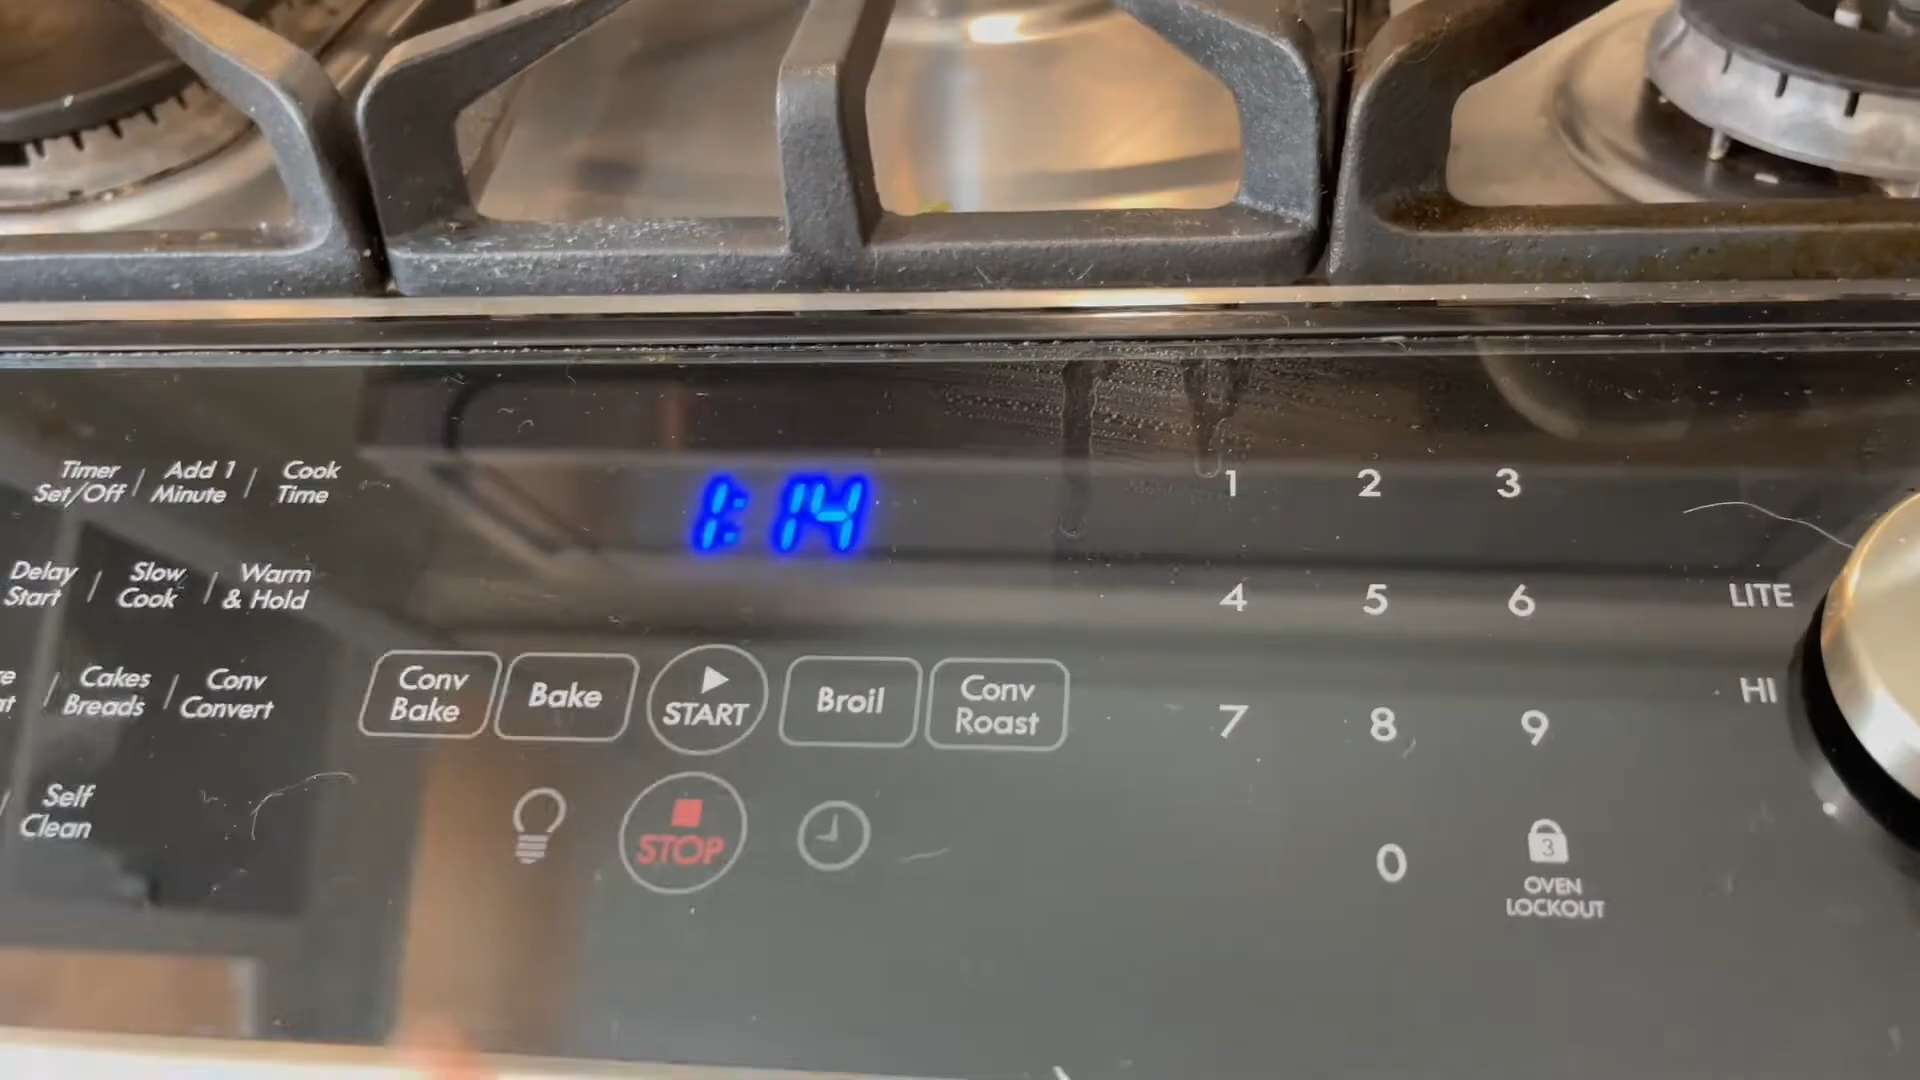 Timer Set/Off / Add 1 Minute / Cook Time
1:14
1 2 3
Delay Start / Slow Cook / Warm & Hold
4 5 6
LITE
/ Cakes Breads / Conv Convert
Conv Bake
Bake
START
Broil
Conv Roast
7 8 9
HI
/ Self Clean
STOP
0
3
OVEN
LOCKOUT